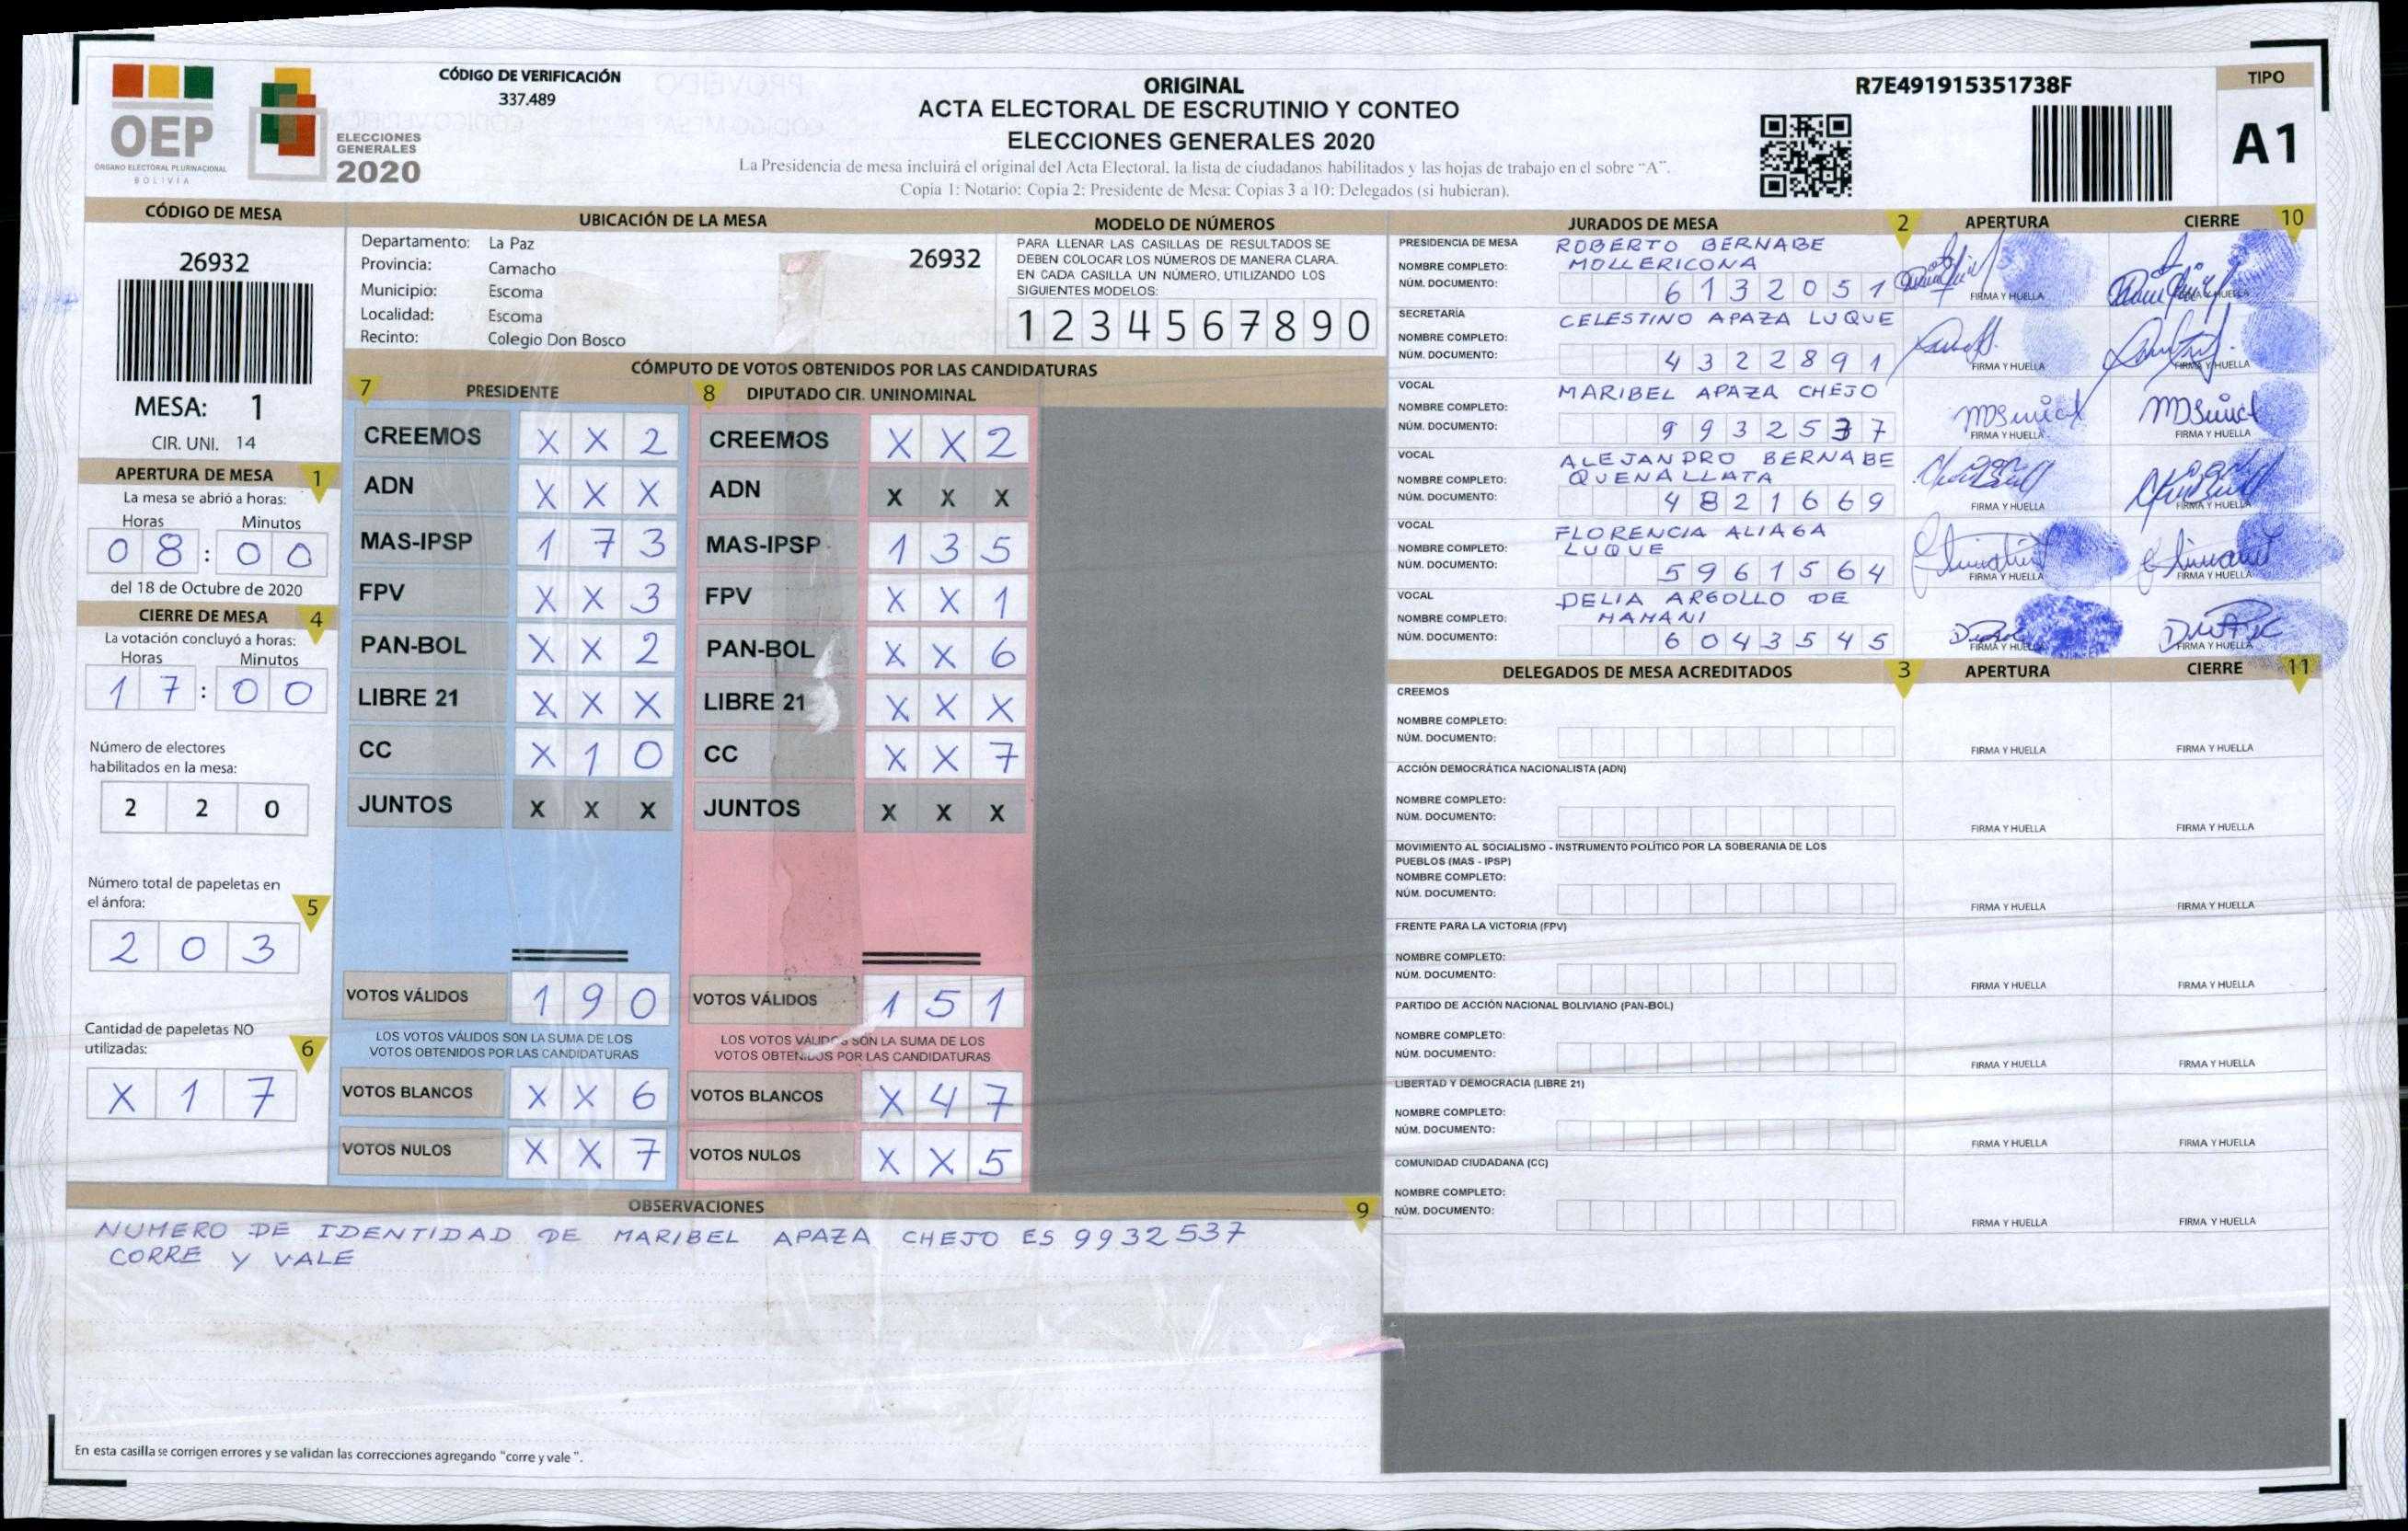 OEP
ÓRGANO ELECTORAL PLURINACIONAL
BOLIVIA
ELECCIONES
GENERALES
2020
CÓDIGO DE VERIFICACIÓN
337.489
ORIGINAL
ACTA ELECTORAL DE ESCRUTINIO Y CONTEO
ELECCIONES GENERALES 2020
La Presidencia de mesa incluirá el original del Acta Electoral, la lista de ciudadanos habilitados y las hojas de trabajo en el sobre “A”.
Copia 1: Notario; Copia 2: Presidente de Mesa; Copias 3 a 10: Delegados (si hubieran).
R7E491915351738F
TIPO
A1
CÓDIGO DE MESA
26932
MESA: 1
CIR. UNI. 14
APERTURA DE MESA 1
La mesa se abrió a horas:
Horas Minutos
0 8 : 0 0
del 18 de Octubre de 2020
CIERRE DE MESA 4
La votación concluyó a horas:
Horas Minutos
1 7 : 0 0
Número de electores
habilitados en la mesa:
2 2 0
Número total de papeletas en
el ánfora: 5
2 0 3
Cantidad de papeletas NO
utilizadas: 6
X 1 7
UBICACIÓN DE LA MESA
Departamento: La Paz
Provincia: Camacho
Municipio: Escoma
Localidad: Escoma
Recinto: Colegio Don Bosco
26932
MODELO DE NÚMEROS
PARA LLENAR LAS CASILLAS DE RESULTADOS SE
DEBEN COLOCAR LOS NÚMEROS DE MANERA CLARA.
EN CADA CASILLA UN NÚMERO, UTILIZANDO LOS
SIGUIENTES MODELOS:
1 2 3 4 5 6 7 8 9 0
CÓMPUTO DE VOTOS OBTENIDOS POR LAS CANDIDATURAS
7 PRESIDENTE
CREEMOS X X 2
ADN X X X
MAS-IPSP 1 7 3
FPV X X 3
PAN-BOL X X 2
LIBRE 21 X X X
CC X 1 0
JUNTOS X X X
VOTOS VÁLIDOS 1 9 0
LOS VOTOS VÁLIDOS SON LA SUMA DE LOS
VOTOS OBTENIDOS POR LAS CANDIDATURAS
VOTOS BLANCOS X X 6
VOTOS NULOS X X 7
8 DIPUTADO CIR. UNINOMINAL
CREEMOS X X 2
ADN X X X
MAS-IPSP 1 3 5
FPV X X 1
PAN-BOL X X 6
LIBRE 21 X X X
CC X X 7
JUNTOS X X X
VOTOS VÁLIDOS 1 5 1
LOS VOTOS VÁLIDOS SON LA SUMA DE LOS
VOTOS OBTENIDOS POR LAS CANDIDATURAS
VOTOS BLANCOS X 4 7
VOTOS NULOS X X 5
OBSERVACIONES 9
NUMERO DE IDENTIDAD DE MARIBEL APAZA CHEJO ES 9932537
CORRE Y VALE
En esta casilla se corrigen errores y se validan las correcciones agregando "corre y vale".
JURADOS DE MESA 2 APERTURA CIERRE 10
PRESIDENCIA DE MESA ROBERTO BERNABE
NOMBRE COMPLETO: MOLLERICONA
NÚM. DOCUMENTO: 6 1 3 2 0 5 1 FIRMA Y HUELLA FIRMA Y HUELLA
SECRETARÍA CELESTINO APAZA LUQUE
NOMBRE COMPLETO:
NÚM. DOCUMENTO: 4 3 2 2 8 9 1 FIRMA Y HUELLA FIRMA Y HUELLA
VOCAL MARIBEL APAZA CHEJO
NOMBRE COMPLETO:
NÚM. DOCUMENTO: 9 9 3 2 5 3 7 FIRMA Y HUELLA FIRMA Y HUELLA
VOCAL ALEJANDRO BERNABE
NOMBRE COMPLETO: QUENALLATA
NÚM. DOCUMENTO: 4 8 2 1 6 6 9 FIRMA Y HUELLA FIRMA Y HUELLA
VOCAL FLORENCIA ALIAGA
NOMBRE COMPLETO: LUQUE
NÚM. DOCUMENTO: 5 9 6 1 5 6 4 FIRMA Y HUELLA FIRMA Y HUELLA
VOCAL DELIA ARGOLLO DE
NOMBRE COMPLETO: MAMANI
NÚM. DOCUMENTO: 6 0 4 3 5 4 5 FIRMA Y HUELLA FIRMA Y HUELLA
DELEGADOS DE MESA ACREDITADOS 3 APERTURA CIERRE 11
CREEMOS
NOMBRE COMPLETO:
NÚM. DOCUMENTO: FIRMA Y HUELLA FIRMA Y HUELLA
ACCIÓN DEMOCRÁTICA NACIONALISTA (ADN)
NOMBRE COMPLETO:
NÚM. DOCUMENTO: FIRMA Y HUELLA FIRMA Y HUELLA
MOVIMIENTO AL SOCIALISMO - INSTRUMENTO POLÍTICO POR LA SOBERANIA DE LOS
PUEBLOS (MAS - IPSP)
NOMBRE COMPLETO:
NÚM. DOCUMENTO: FIRMA Y HUELLA FIRMA Y HUELLA
FRENTE PARA LA VICTORIA (FPV)
NOMBRE COMPLETO:
NÚM. DOCUMENTO: FIRMA Y HUELLA FIRMA Y HUELLA
PARTIDO DE ACCIÓN NACIONAL BOLIVIANO (PAN-BOL)
NOMBRE COMPLETO:
NÚM. DOCUMENTO: FIRMA Y HUELLA FIRMA Y HUELLA
LIBERTAD Y DEMOCRACIA (LIBRE 21)
NOMBRE COMPLETO:
NÚM. DOCUMENTO: FIRMA Y HUELLA FIRMA Y HUELLA
COMUNIDAD CIUDADANA (CC)
NOMBRE COMPLETO:
NÚM. DOCUMENTO: FIRMA Y HUELLA FIRMA Y HUELLA